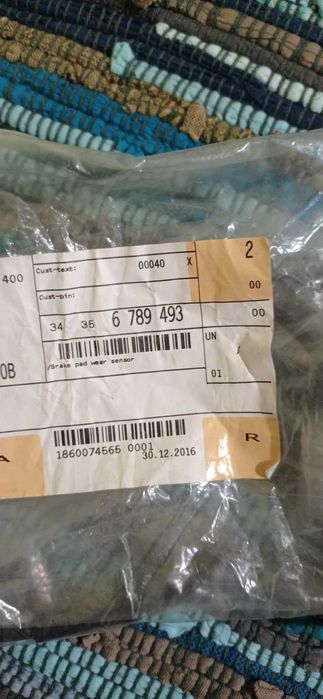 400
Cust-text: 00040 X 2
Cust-bin: 00
34 35 6 789 493 00
UN
/Brake pad wear sensor
0B 01
A R
1860074565 0001
30.12.2016